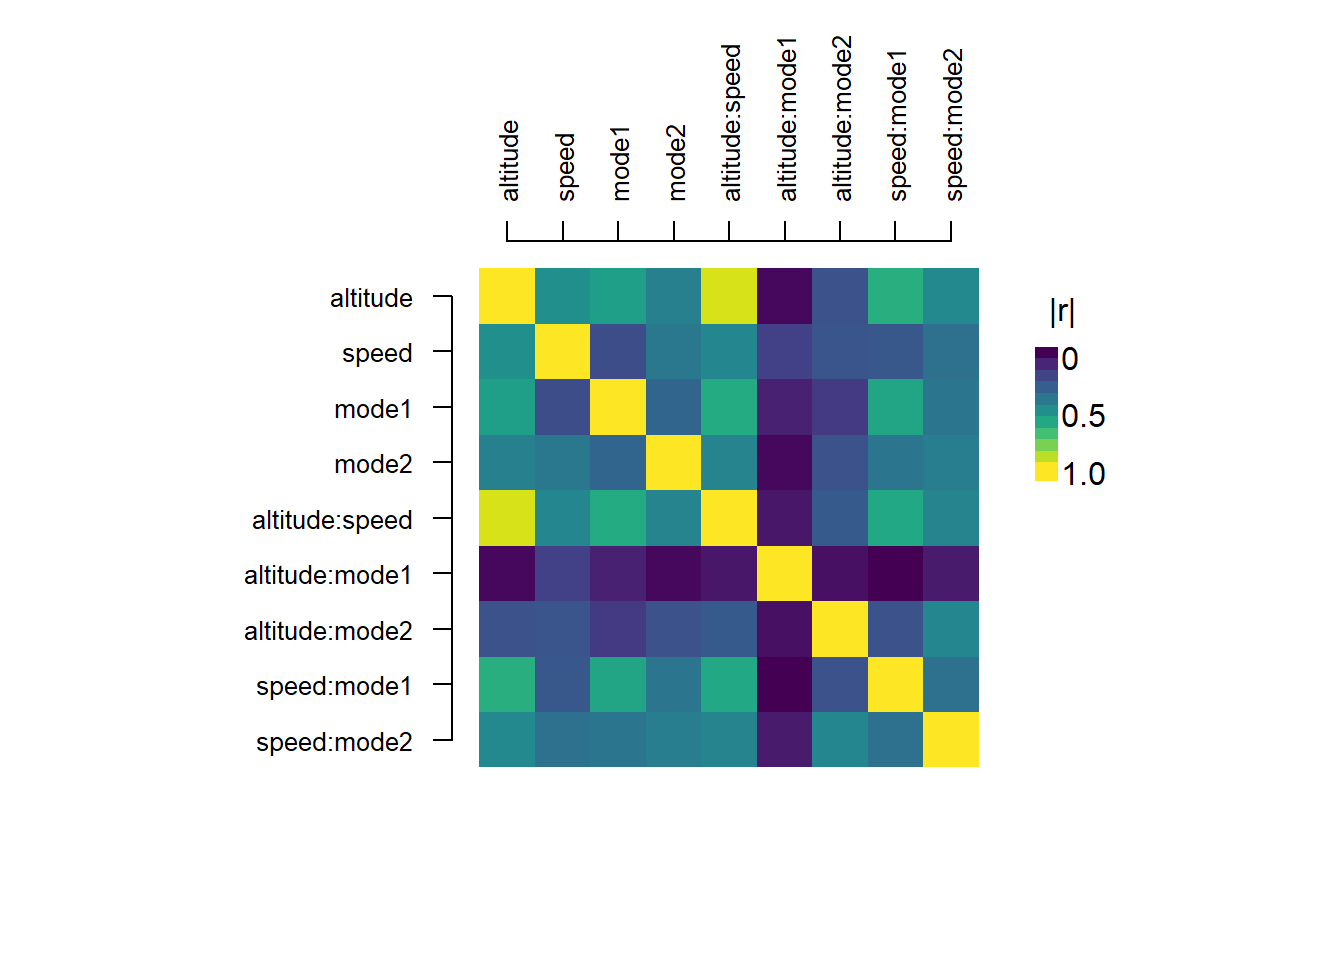 altitude
speed
mode1
mode2
altitude:speed
altitude:mode1
altitude:mode2
speed:mode1
speed:mode2
altitude
speed
mode1
mode2
altitude:speed
altitude:mode1
altitude:mode2
speed:mode1
speed:mode2
|r|
0
0.5
1.0